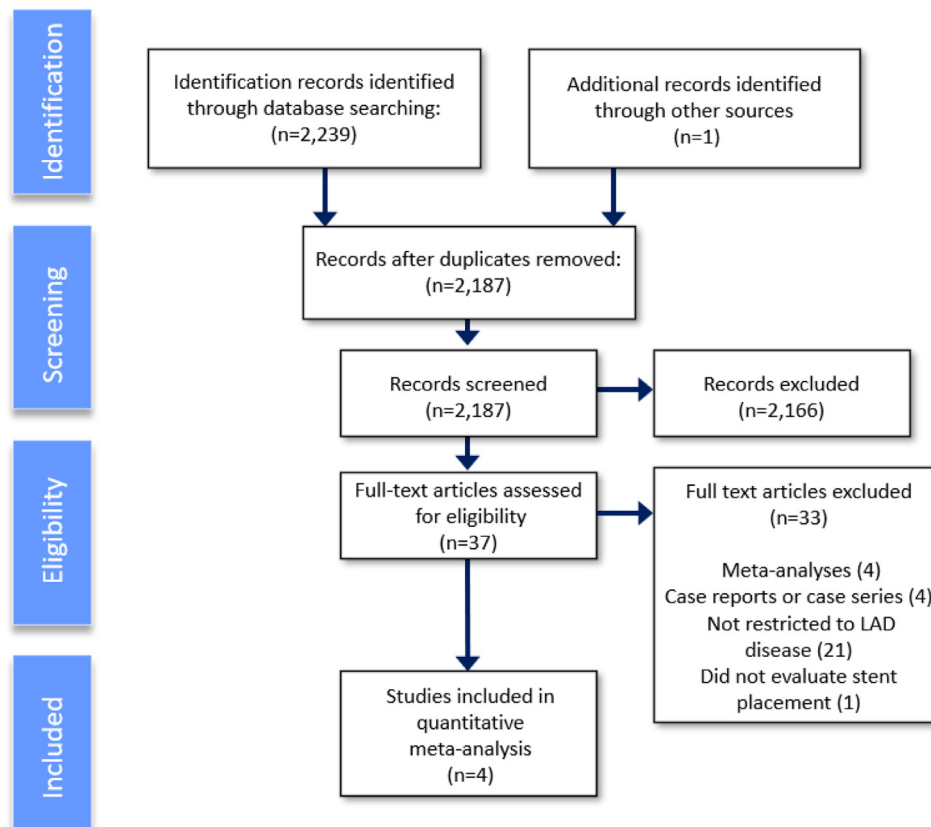 Identification
Identification records identified
through database searching:
(n=2,239)
Additional records identified
through other sources
(n=1)
Screening
Records after duplicates removed:
(n=2,187)
Records screened
(n=2,187)
Records excluded
(n=2,166)
Eligibility
Full-text articles assessed
for eligibility
(n=37)
Full text articles excluded
(n=33)
Meta-analyses (4)
Case reports or case series (4)
Not restricted to LAD
disease (21)
Did not evaluate stent
placement (1)
Included
Studies included in
quantitative
meta-analysis
(n=4)